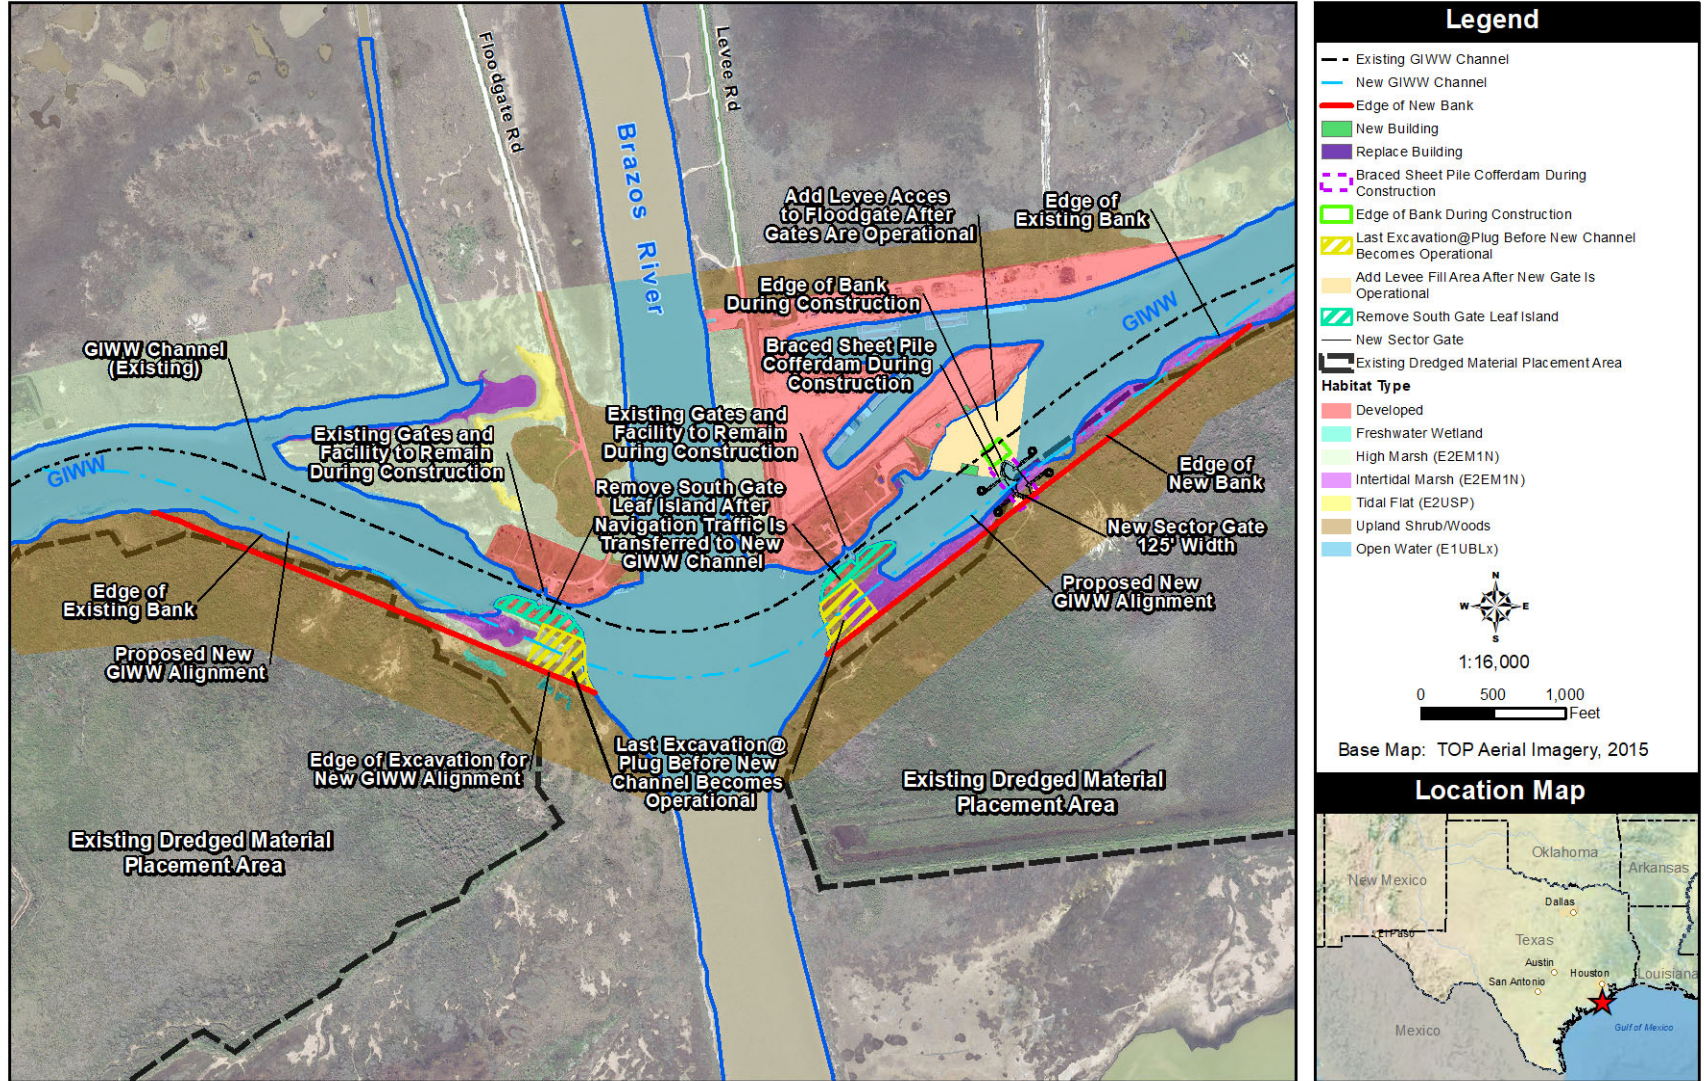 Floodgate Rd
Levee Rd
Brazos River
Add Levee Acces
to Floodgate After
Gates Are Operational
Edge of
Existing Bank
Edge of Bank
During Construction
GIWW
Braced Sheet Pile
Cofferdam During
Construction
GIWW Channel
(Existing)
Existing Gates and
Facility to Remain
During Construction
Existing Gates and
Facility to Remain
During Construction
GIWW
Remove South Gate
Leaf Island After
Navigation Traffic Is
Transferred to New
GIWW Channel
Edge of
New Bank
New Sector Gate
125' Width
Proposed New
GIWW Alignment
Edge of
Existing Bank
Proposed New
GIWW Alignment
Edge of Excavation for
New GIWW Alignment
Last Excavation@
Plug Before New
Channel Becomes
Operational
Existing Dredged Material
Placement Area
Existing Dredged Material
Placement Area
Legend
Existing GIWW Channel
New GIWW Channel
Edge of New Bank
New Building
Replace Building
Braced Sheet Pile Cofferdam During
Construction
Edge of Bank During Construction
Last Excavation@Plug Before New Channel
Becomes Operational
Add Levee Fill Area After New Gate Is
Operational
Remove South Gate Leaf Island
New Sector Gate
Existing Dredged Material Placement Area
Habitat Type
Developed
Freshwater Wetland
High Marsh (E2EM1N)
Intertidal Marsh (E2EM1N)
Tidal Flat (E2USP)
Upland Shrub/Woods
Open Water (E1UBLx)
N
W E
S
1:16,000
0 500 1,000
Feet
Base Map: TOP Aerial Imagery, 2015
Location Map
Oklahoma
Arkansas
New Mexico
Dallas
El Paso
Texas
Austin
Houston
San Antonio
Louisiana
Mexico
Gulf of Mexico